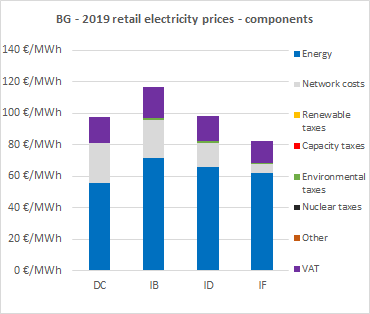 BG - 2019 retail electricity prices - components
140 €/MWh
120 €/MWh
100 €/MWh
80 €/MWh
60 €/MWh
40 €/MWh
20 €/MWh
0 €/MWh
DC
IB
ID
IF
Energy
Network costs
Renewable
taxes
Capacity taxes
Environmental
taxes
Nuclear taxes
Other
VAT